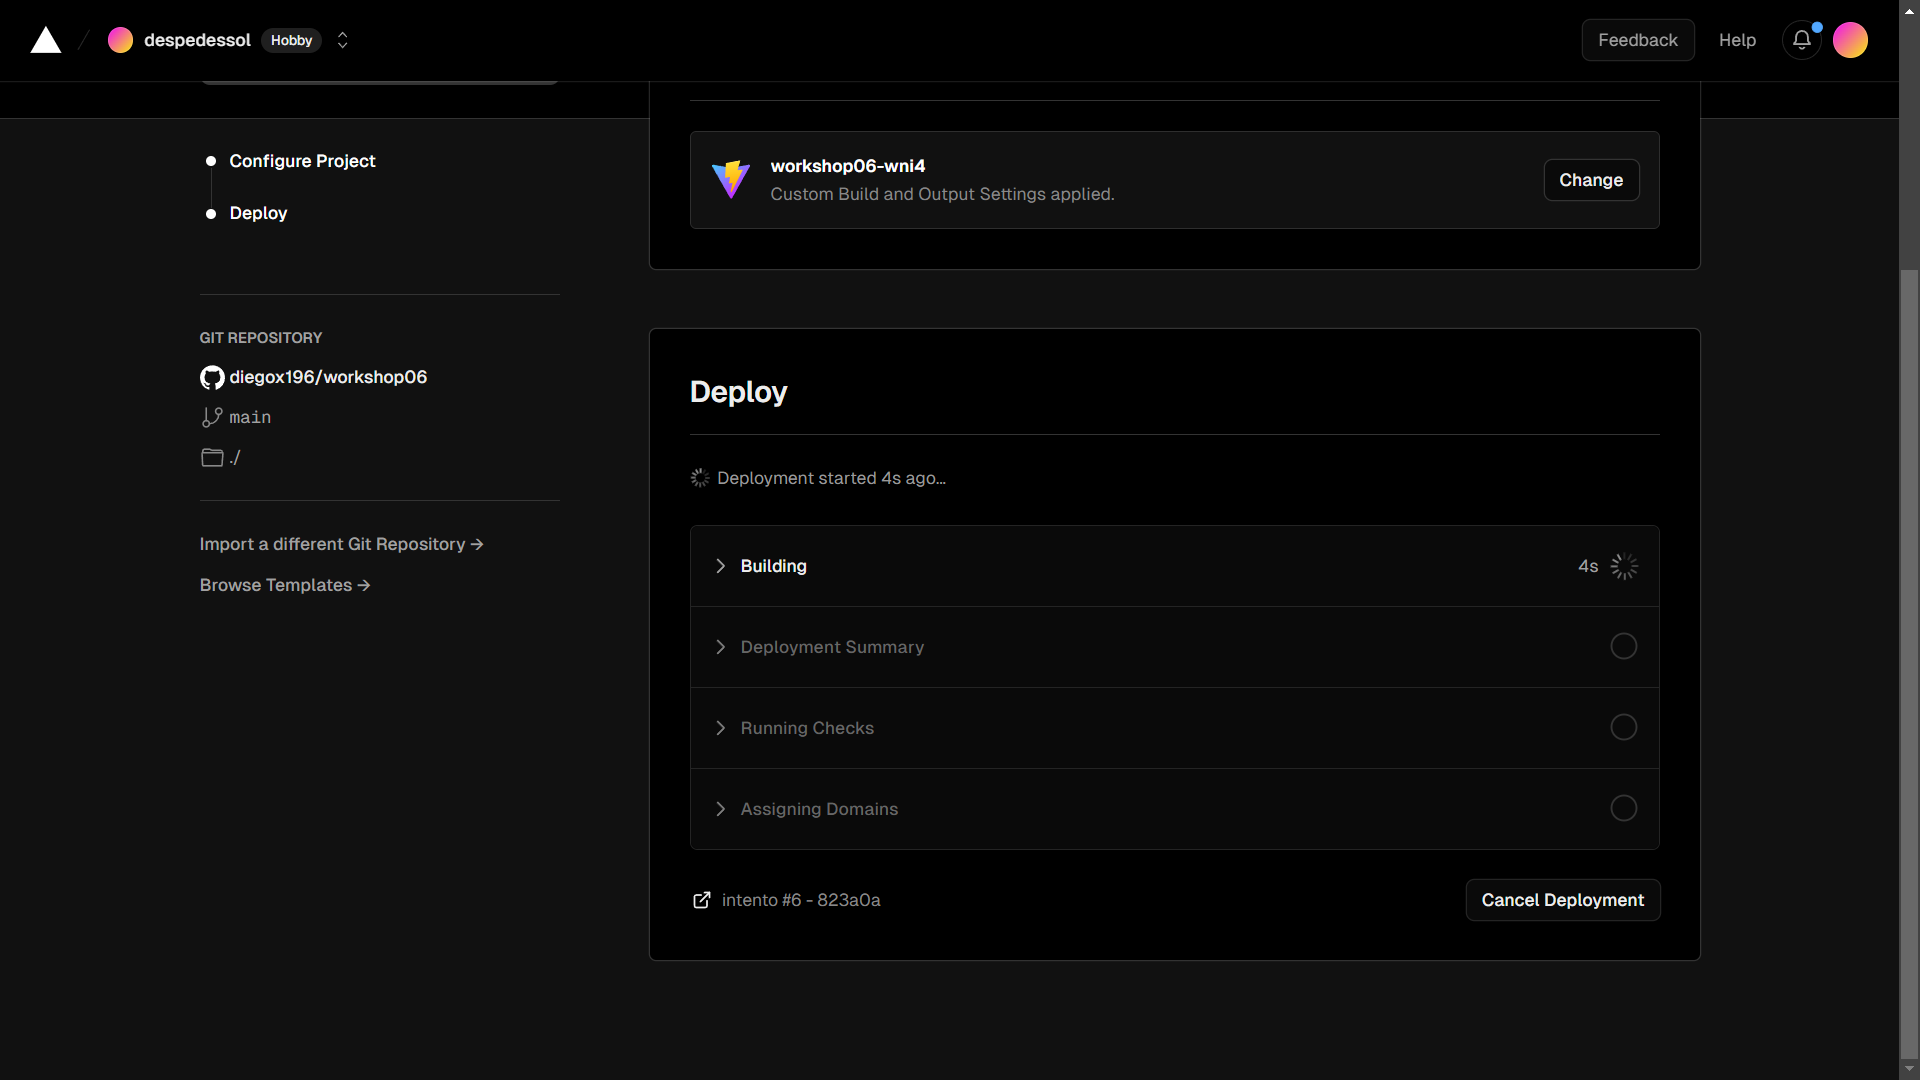 despedessol Hobby
Feedback
Help
Configure Project
Deploy
GIT REPOSITORY
diegox196/workshop06
main
./
Import a different Git Repository →
Browse Templates →
workshop06-wni4
Custom Build and Output Settings applied.
Change
Deploy
Deployment started 4s ago...
Building
4s
Deployment Summary
Running Checks
Assigning Domains
intento #6 - 823a0a
Cancel Deployment